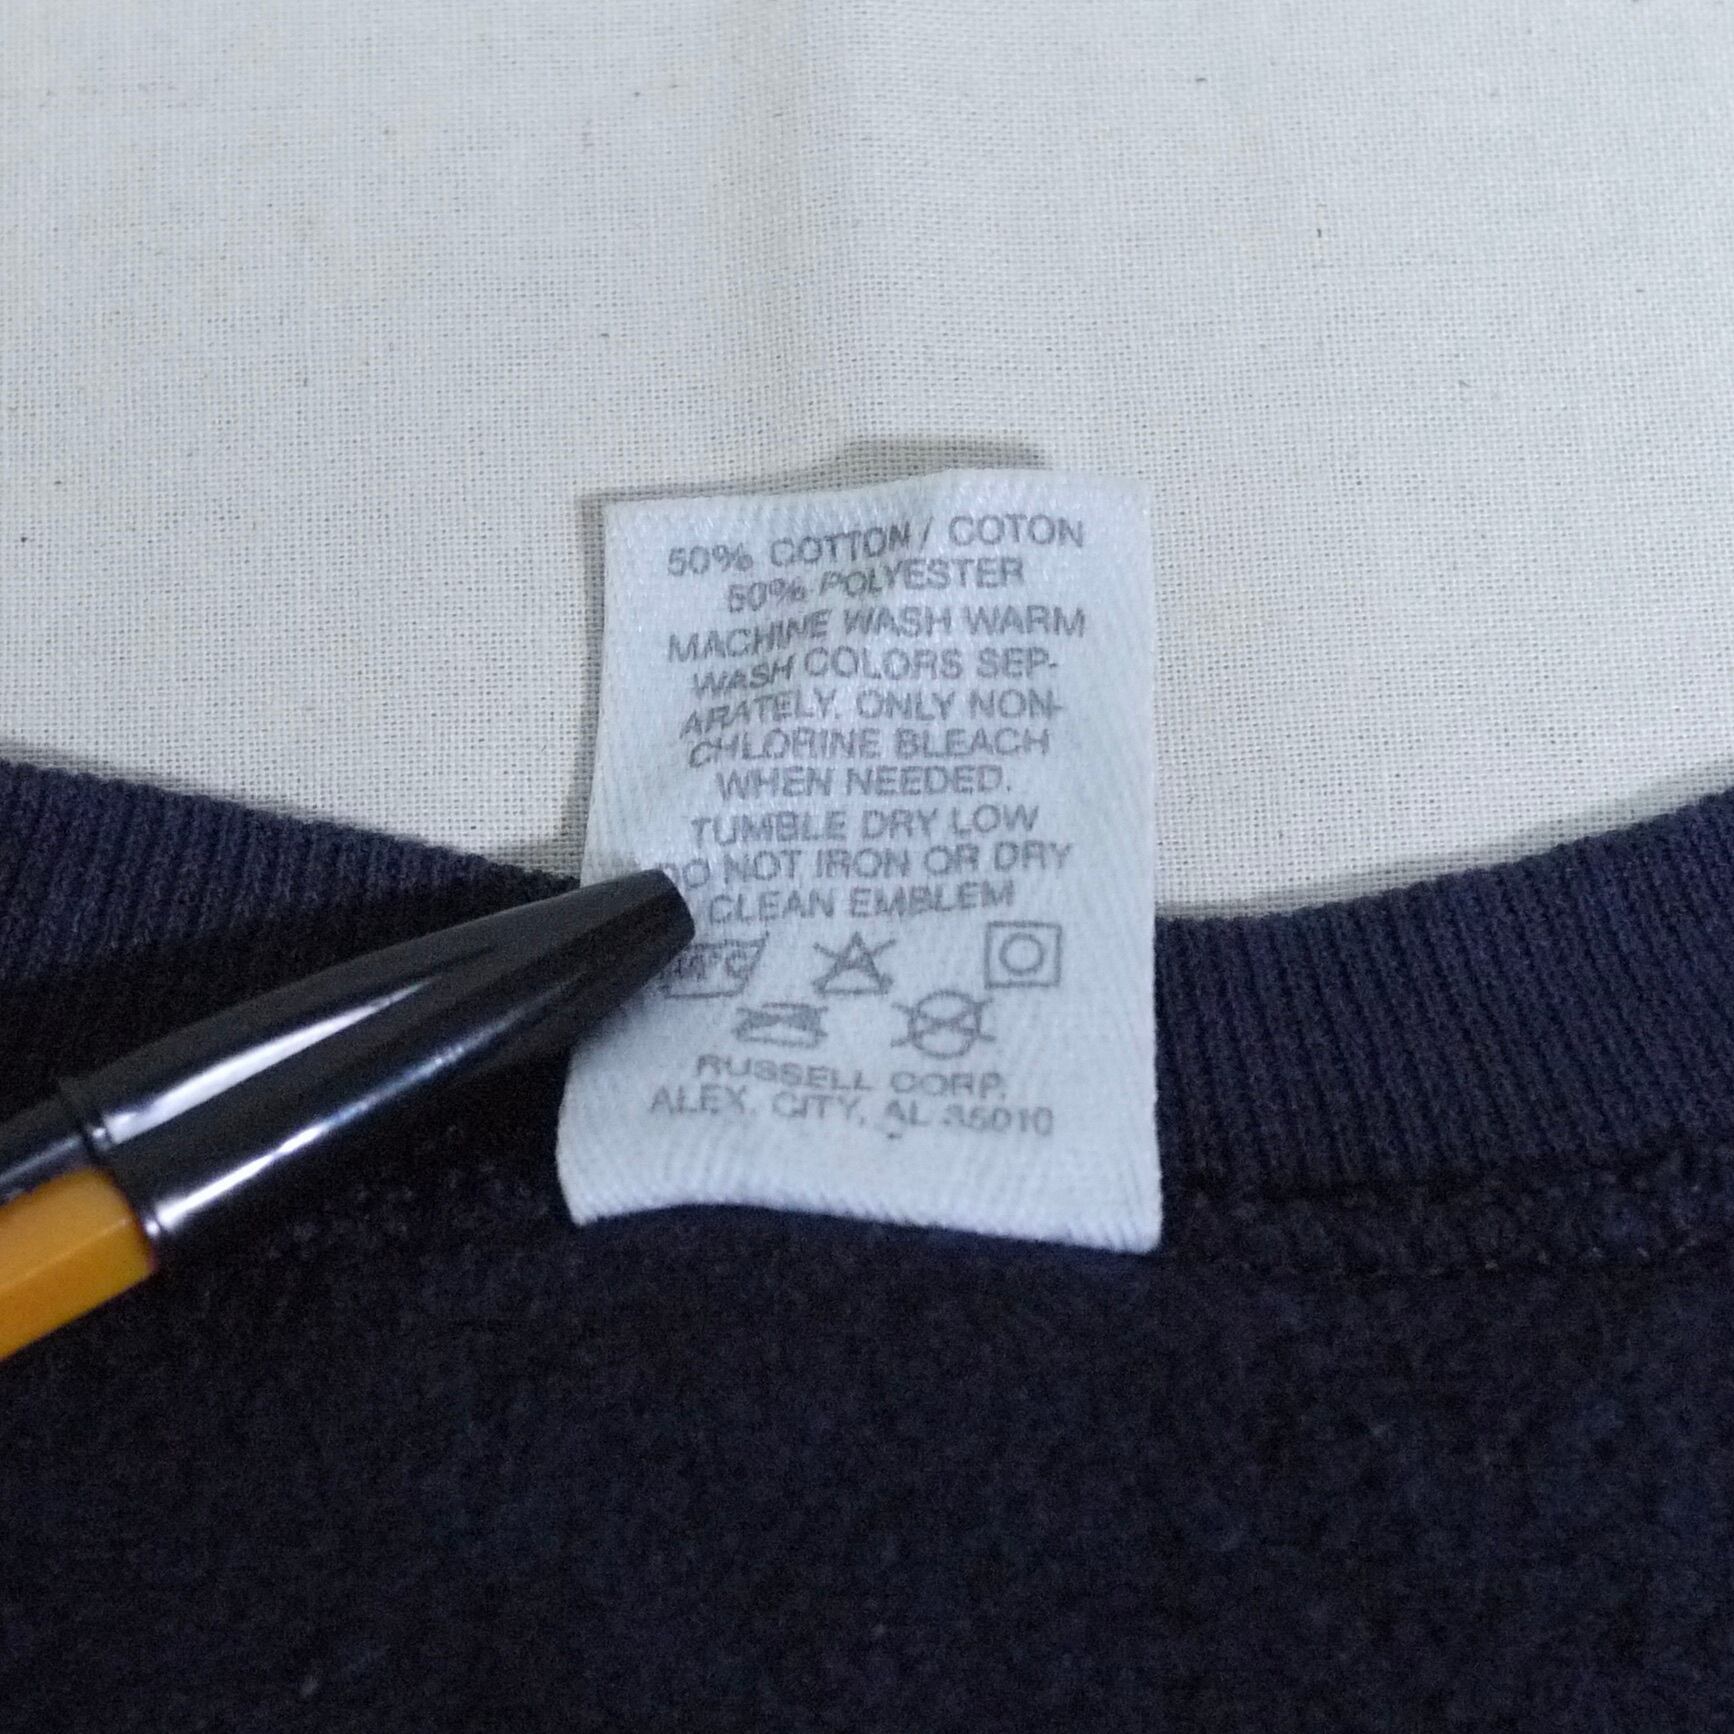 50% COTTON / COTON
50% POLYESTER
MACHINE WASH WARM
WASH COLORS SEP-
ARATELY. ONLY NON-
CHLORINE BLEACH
WHEN NEEDED.
TUMBLE DRY LOW
DO NOT IRON OR DRY
CLEAN EMBLEM
RUSSELL CORP.
ALEX. CITY, AL 35010